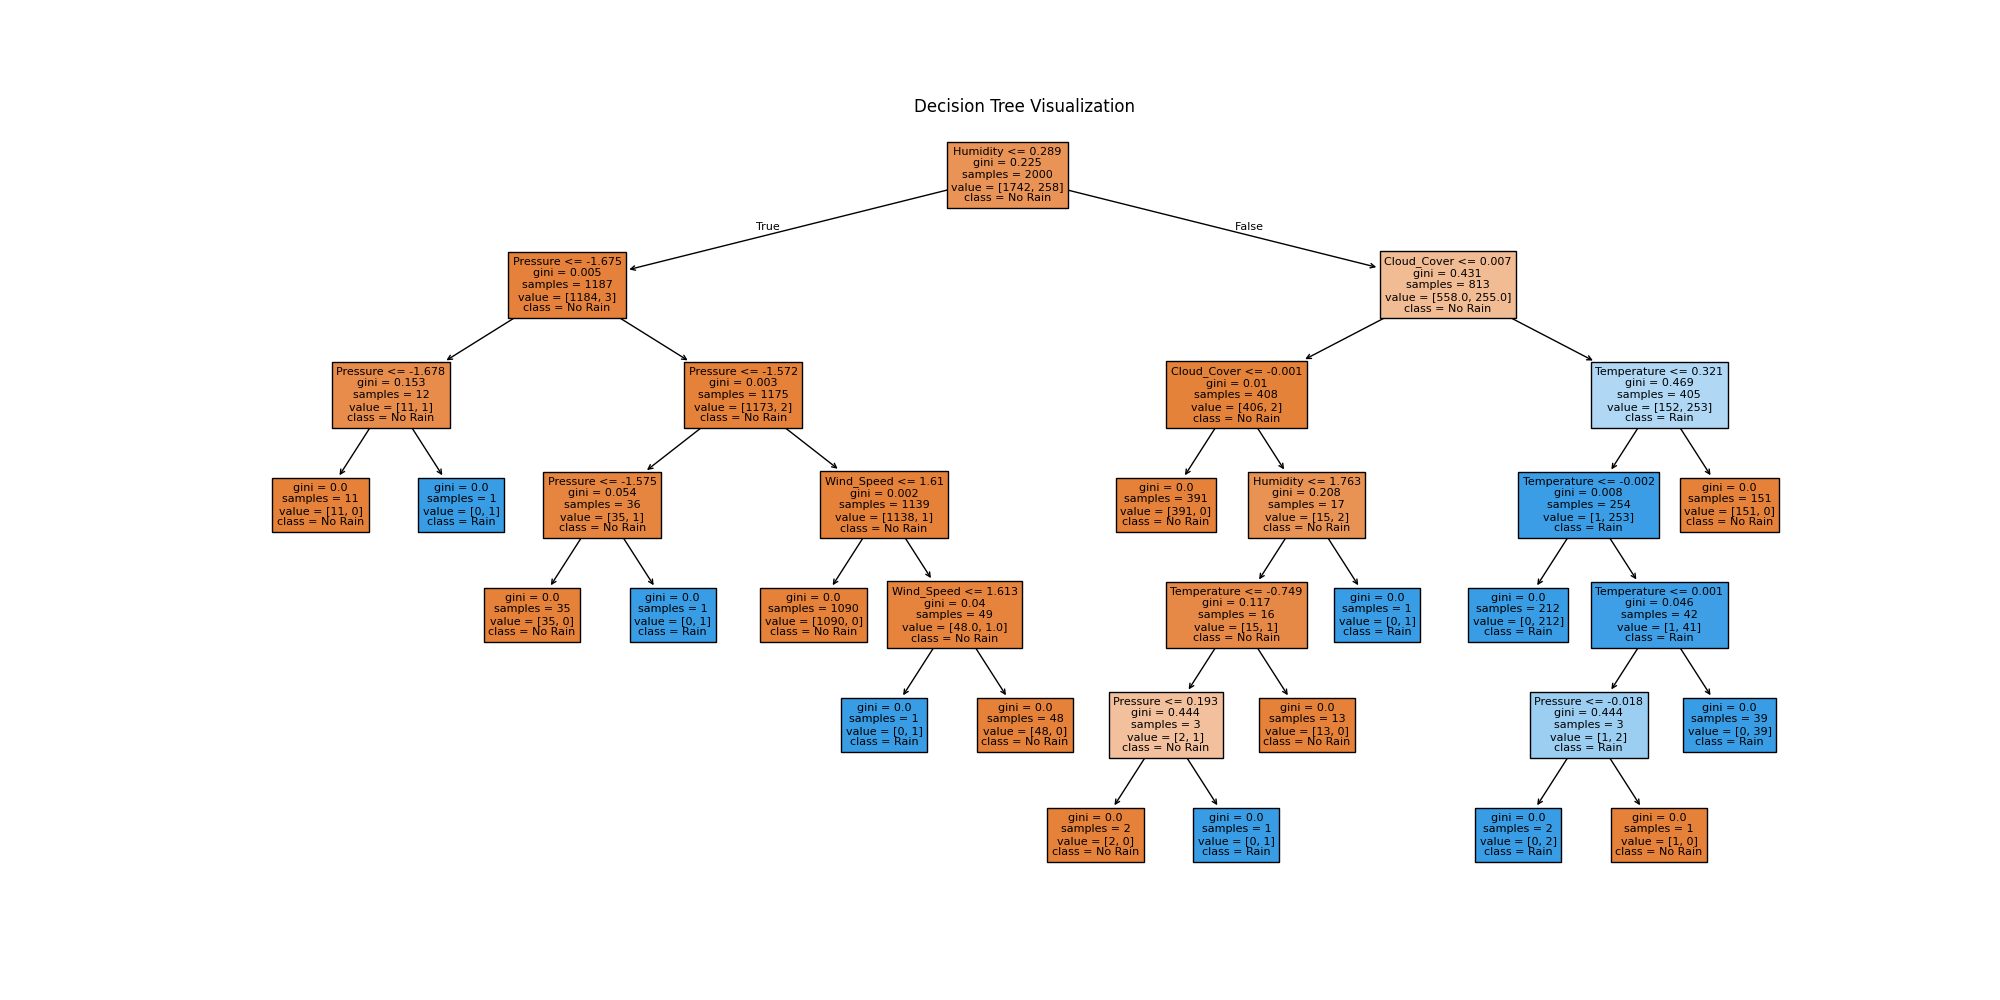 Decision Tree Visualization
Humidity <= 0.289
gini = 0.225
samples = 2000
value = [1742, 258]
class = No Rain
True
False
Pressure <= -1.675
gini = 0.005
samples = 1187
value = [1184, 3]
class = No Rain
Cloud_Cover <= 0.007
gini = 0.431
samples = 813
value = [558.0, 255.0]
class = No Rain
Pressure <= -1.678
gini = 0.153
samples = 12
value = [11, 1]
class = No Rain
Pressure <= -1.572
gini = 0.003
samples = 1175
value = [1173, 2]
class = No Rain
Cloud_Cover <= -0.001
gini = 0.01
samples = 408
value = [406, 2]
class = No Rain
Temperature <= 0.321
gini = 0.469
samples = 405
value = [152, 253]
class = Rain
gini = 0.0
samples = 11
value = [11, 0]
class = No Rain
gini = 0.0
samples = 1
value = [0, 1]
class = Rain
Pressure <= -1.575
gini = 0.054
samples = 36
value = [35, 1]
class = No Rain
Wind_Speed <= 1.61
gini = 0.002
samples = 1139
value = [1138, 1]
class = No Rain
gini = 0.0
samples = 391
value = [391, 0]
class = No Rain
Humidity <= 1.763
gini = 0.208
samples = 17
value = [15, 2]
class = No Rain
Temperature <= -0.002
gini = 0.008
samples = 254
value = [1, 253]
class = Rain
gini = 0.0
samples = 151
value = [151, 0]
class = No Rain
gini = 0.0
samples = 35
value = [35, 0]
class = No Rain
gini = 0.0
samples = 1
value = [0, 1]
class = Rain
gini = 0.0
samples = 1090
value = [1090, 0]
class = No Rain
Wind_Speed <= 1.613
gini = 0.04
samples = 49
value = [48.0, 1.0]
class = No Rain
Temperature <= -0.749
gini = 0.117
samples = 16
value = [15, 1]
class = No Rain
gini = 0.0
samples = 1
value = [0, 1]
class = Rain
gini = 0.0
samples = 212
value = [0, 212]
class = Rain
Temperature <= 0.001
gini = 0.046
samples = 42
value = [1, 41]
class = Rain
gini = 0.0
samples = 1
value = [0, 1]
class = Rain
gini = 0.0
samples = 48
value = [48, 0]
class = No Rain
Pressure <= 0.193
gini = 0.444
samples = 3
value = [2, 1]
class = No Rain
gini = 0.0
samples = 13
value = [13, 0]
class = No Rain
Pressure <= -0.018
gini = 0.444
samples = 3
value = [1, 2]
class = Rain
gini = 0.0
samples = 39
value = [0, 39]
class = Rain
gini = 0.0
samples = 2
value = [2, 0]
class = No Rain
gini = 0.0
samples = 1
value = [0, 1]
class = Rain
gini = 0.0
samples = 2
value = [0, 2]
class = Rain
gini = 0.0
samples = 1
value = [1, 0]
class = No Rain